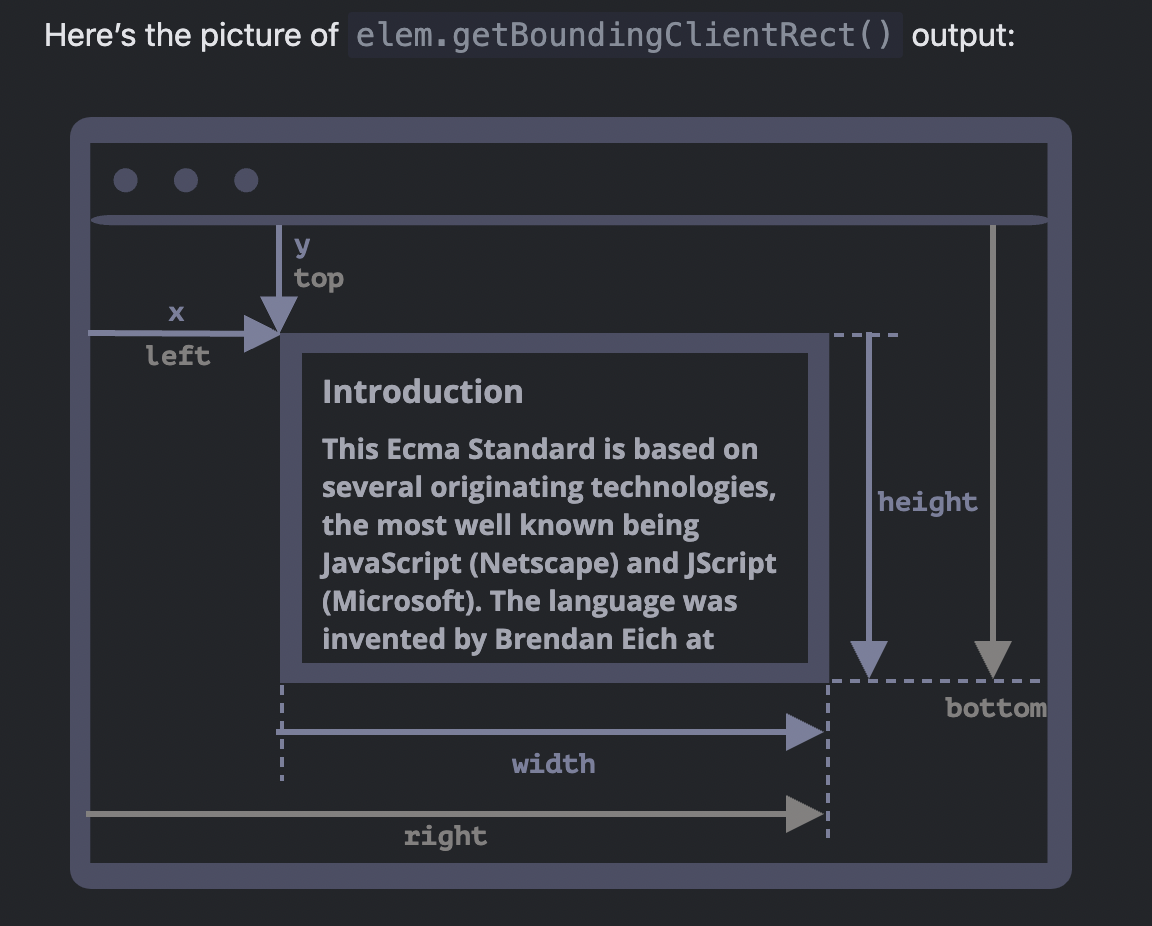 Here’s the picture of elem.getBoundingClientRect() output:
y
top
x
left
Introduction
This Ecma Standard is based on
several originating technologies,
the most well known being
JavaScript (Netscape) and JScript
(Microsoft). The language was
invented by Brendan Eich at
height
bottom
width
right